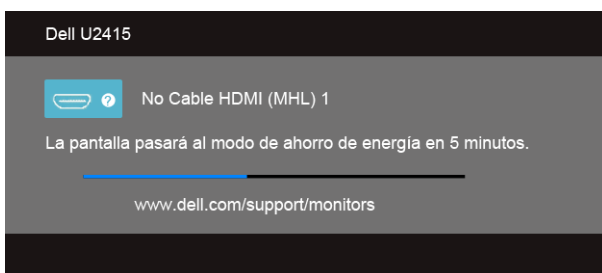 Dell U2415
No Cable HDMI (MHL) 1
La pantalla pasará al modo de ahorro de energía en 5 minutos.
www.dell.com/support/monitors